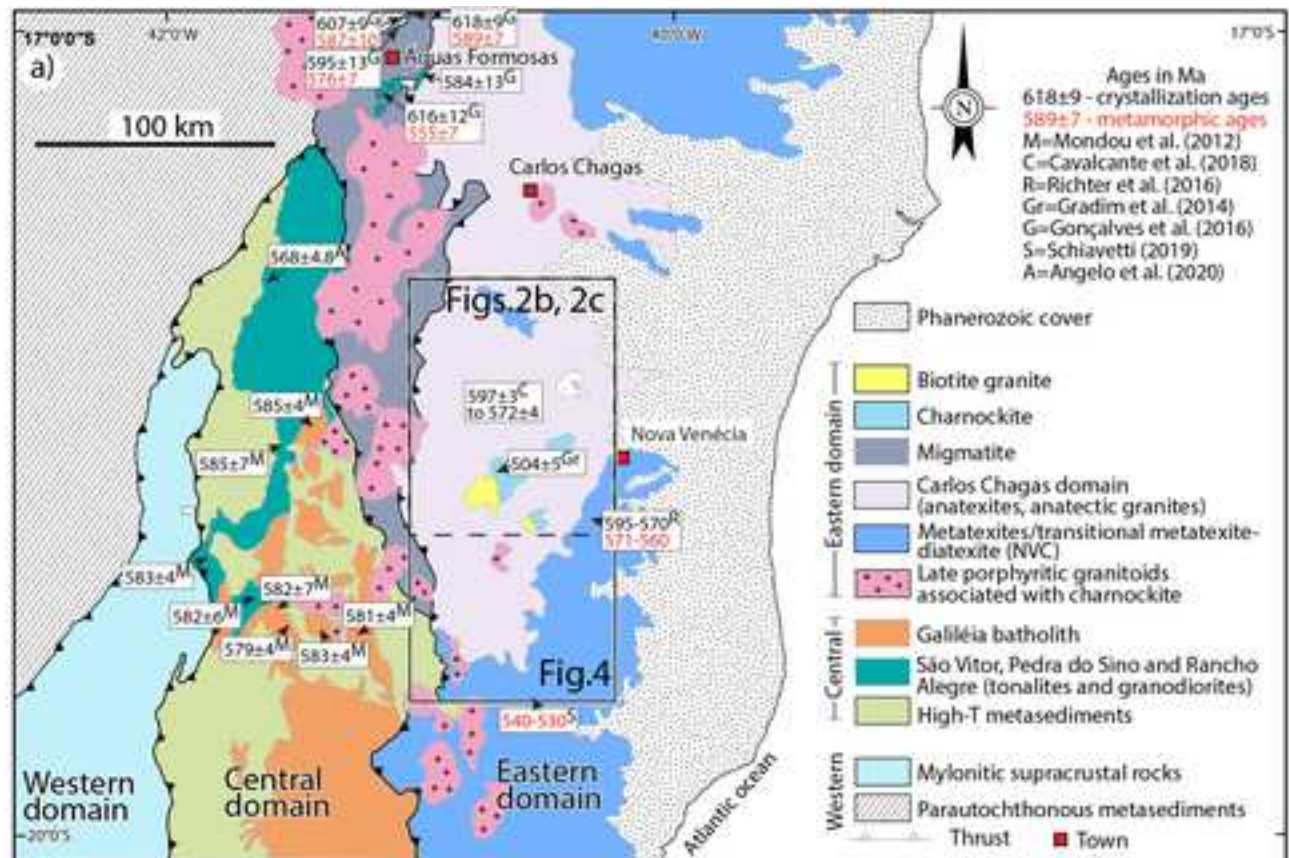 17°0'0"S
42°0'W
40°0'W
17°0'S
a)
607±9G
587±10
618±9G
589±7
595±13G
576±7
Águas Formosas
584±13G
616±12G
555±7
100 km
Carlos Chagas
N
Ages in Ma
618±9 - crystallization ages
589±7 - metamorphic ages
M=Mondou et al. (2012)
C=Cavalcante et al. (2018)
R=Richter et al. (2016)
Gr=Gradim et al. (2014)
G=Gonçalves et al. (2016)
S=Schiavetti (2019)
A=Angelo et al. (2020)
568±4.8A
Figs.2b, 2c
597±3C
to 572±4
585±4M
585±7M
Nova Venécia
504±5Gr
595-570R
571-560
583±4M
582±7M
582±6M
581±4M
579±4M
583±4M
Fig.4
540-530S
Western
domain
Central
domain
Eastern
domain
Atlantic ocean
20°0'S
Phanerozoic cover
Eastern domain
Biotite granite
Charnockite
Migmatite
Carlos Chagas domain
(anatexites, anatectic granites)
Metatexites/transitional metatexite-
diatexite (NVC)
Late porphyritic granitoids
associated with charnockite
Central
Galiléia batholith
São Vitor, Pedra do Sino and Rancho
Alegre (tonalites and granodiorites)
High-T metasediments
Western
Mylonitic supracrustal rocks
Parautochthonous metasediments
Thrust
Town